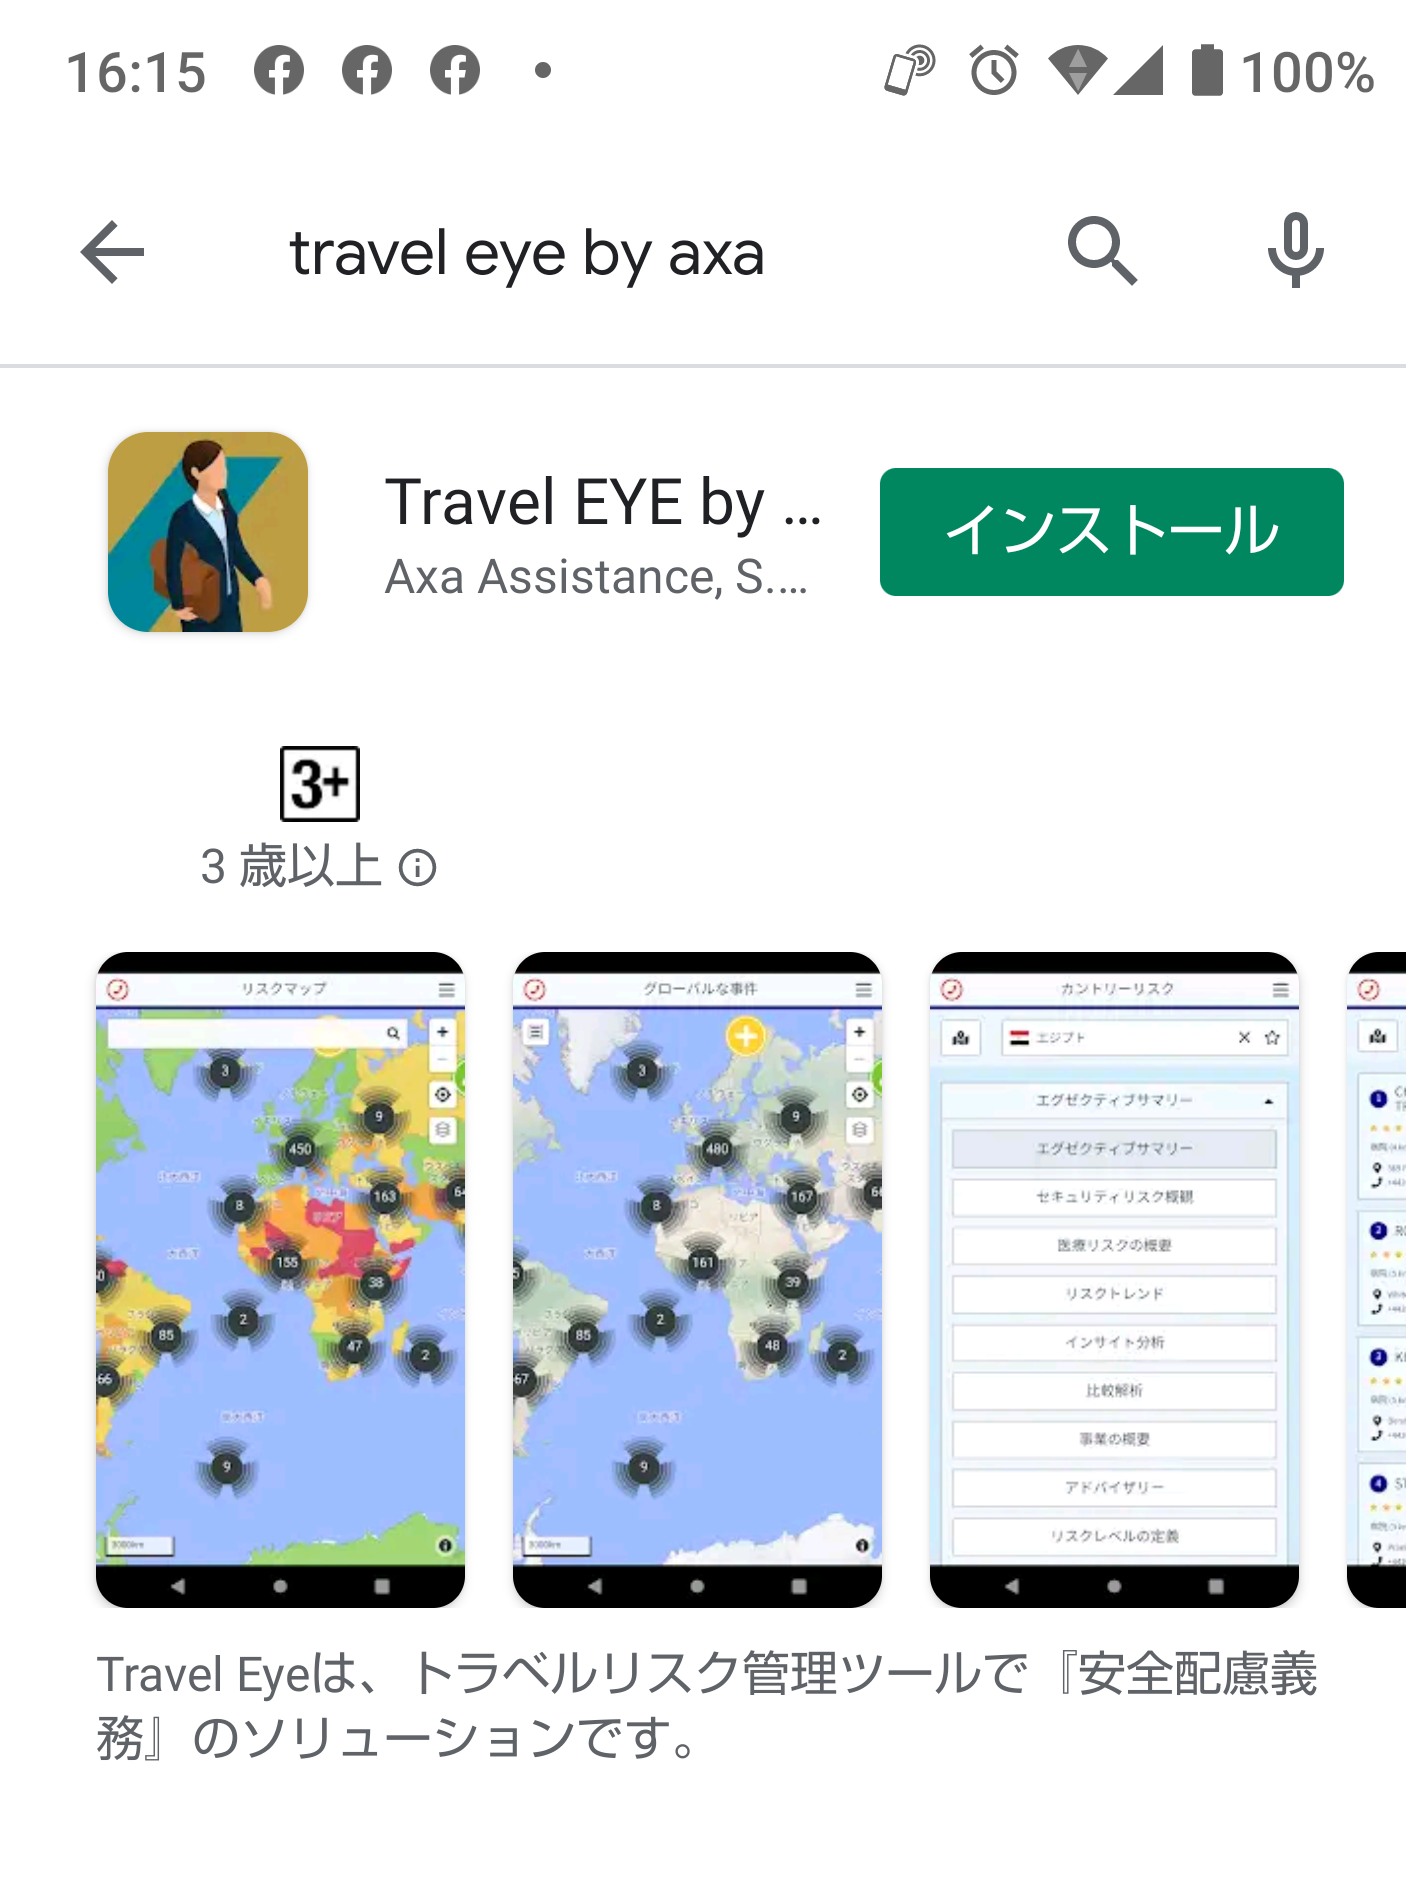 16:15
100%
travel eye by axa
Travel EYE by ...
Axa Assistance, S....
インストール
3+
3 歳以上
リスクマップ
3
9
450
8
163
155
38
2
85
47
2
66
9
3000km
グローバルな事件
3
9
480
8
167
161
39
2
85
48
2
67
9
3000km
カントリーリスク
エジプト
エグゼクティブサマリー
エグゼクティブサマリー
セキュリティリスク概観
医療リスクの概要
リスクトレンド
インサイト分析
比較解析
事業の概要
アドバイザリー
リスクレベルの定義
Travel Eyeは、トラベルリスク管理ツールで『安全配慮義
務』のソリューションです。